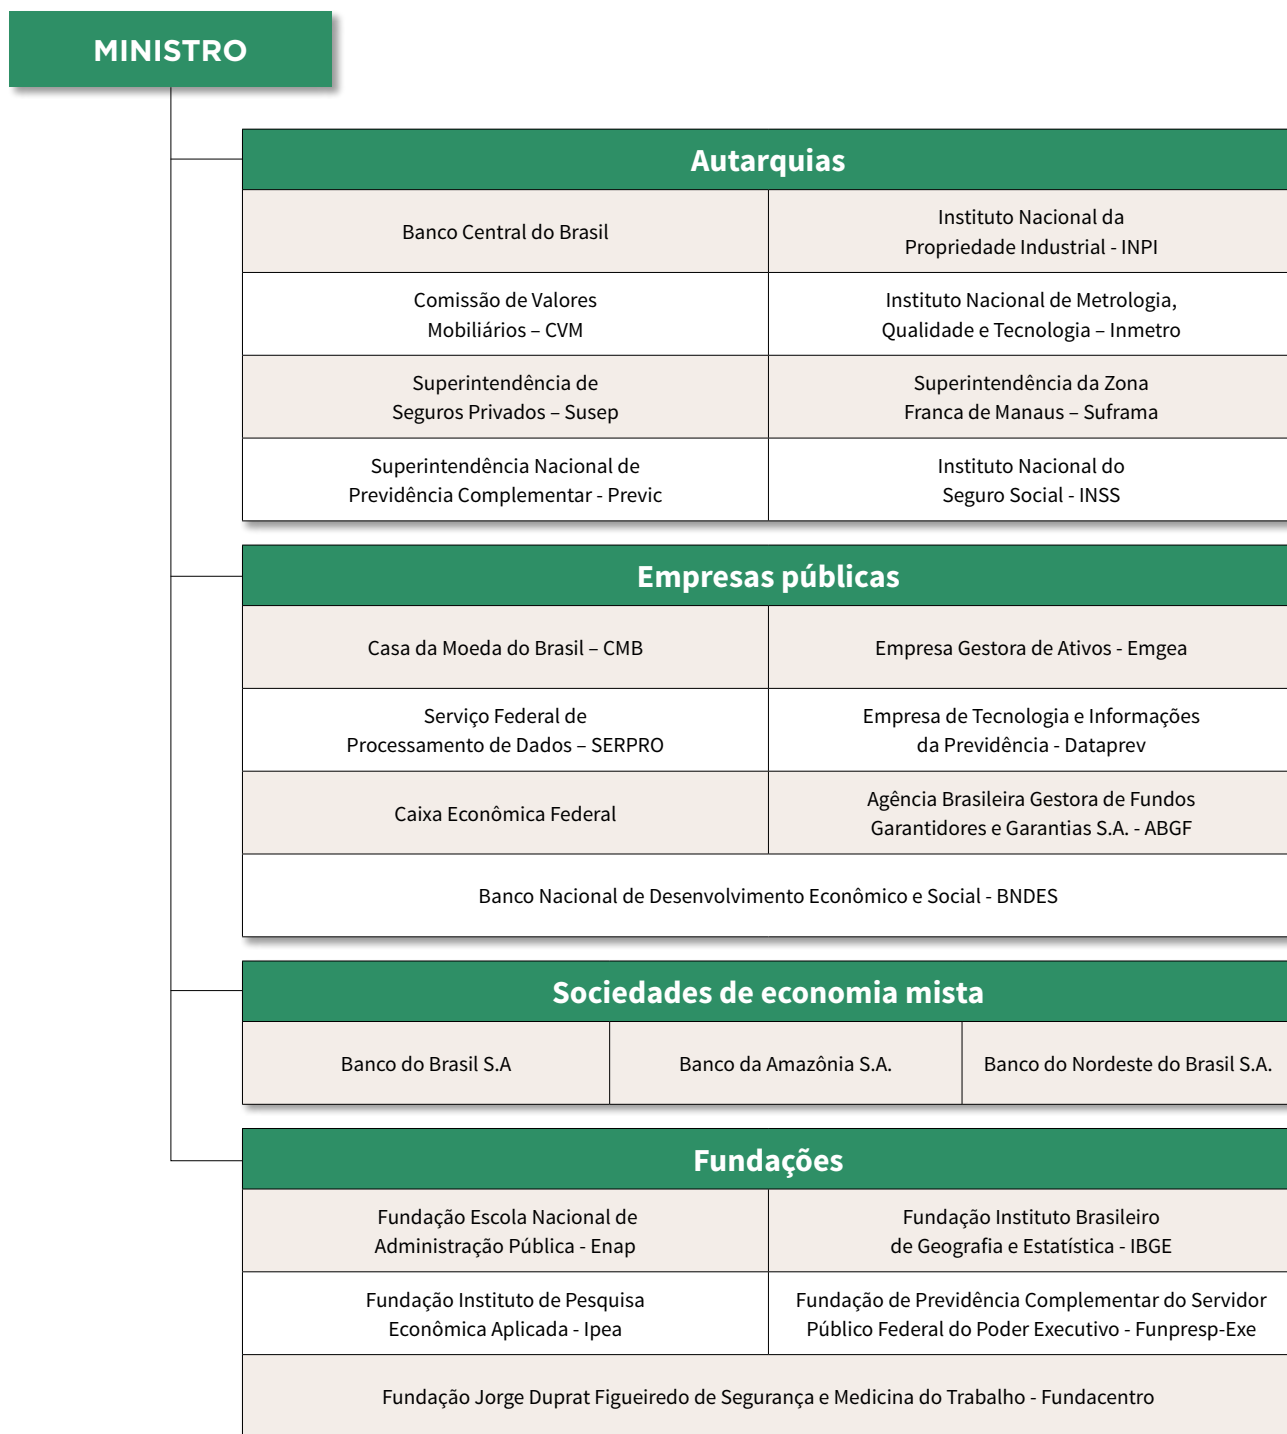 MINISTRO
Autarquias
Banco Central do Brasil
Instituto Nacional da
Propriedade Industrial - INPI
Comissão de Valores
Mobiliários – CVM
Instituto Nacional de Metrologia,
Qualidade e Tecnologia – Inmetro
Superintendência de
Seguros Privados – Susep
Superintendência da Zona
Franca de Manaus – Suframa
Superintendência Nacional de
Previdência Complementar - Previc
Instituto Nacional do
Seguro Social - INSS
Empresas públicas
Casa da Moeda do Brasil – CMB
Empresa Gestora de Ativos - Emgea
Serviço Federal de
Processamento de Dados – SERPRO
Empresa de Tecnologia e Informações
da Previdência - Dataprev
Caixa Econômica Federal
Agência Brasileira Gestora de Fundos
Garantidores e Garantias S.A. - ABGF
Banco Nacional de Desenvolvimento Econômico e Social - BNDES
Sociedades de economia mista
Banco do Brasil S.A
Banco da Amazônia S.A.
Banco do Nordeste do Brasil S.A.
Fundações
Fundação Escola Nacional de
Administração Pública - Enap
Fundação Instituto Brasileiro
de Geografia e Estatística - IBGE
Fundação Instituto de Pesquisa
Econômica Aplicada - Ipea
Fundação de Previdência Complementar do Servidor
Público Federal do Poder Executivo - Funpresp-Exe
Fundação Jorge Duprat Figueiredo de Segurança e Medicina do Trabalho - Fundacentro